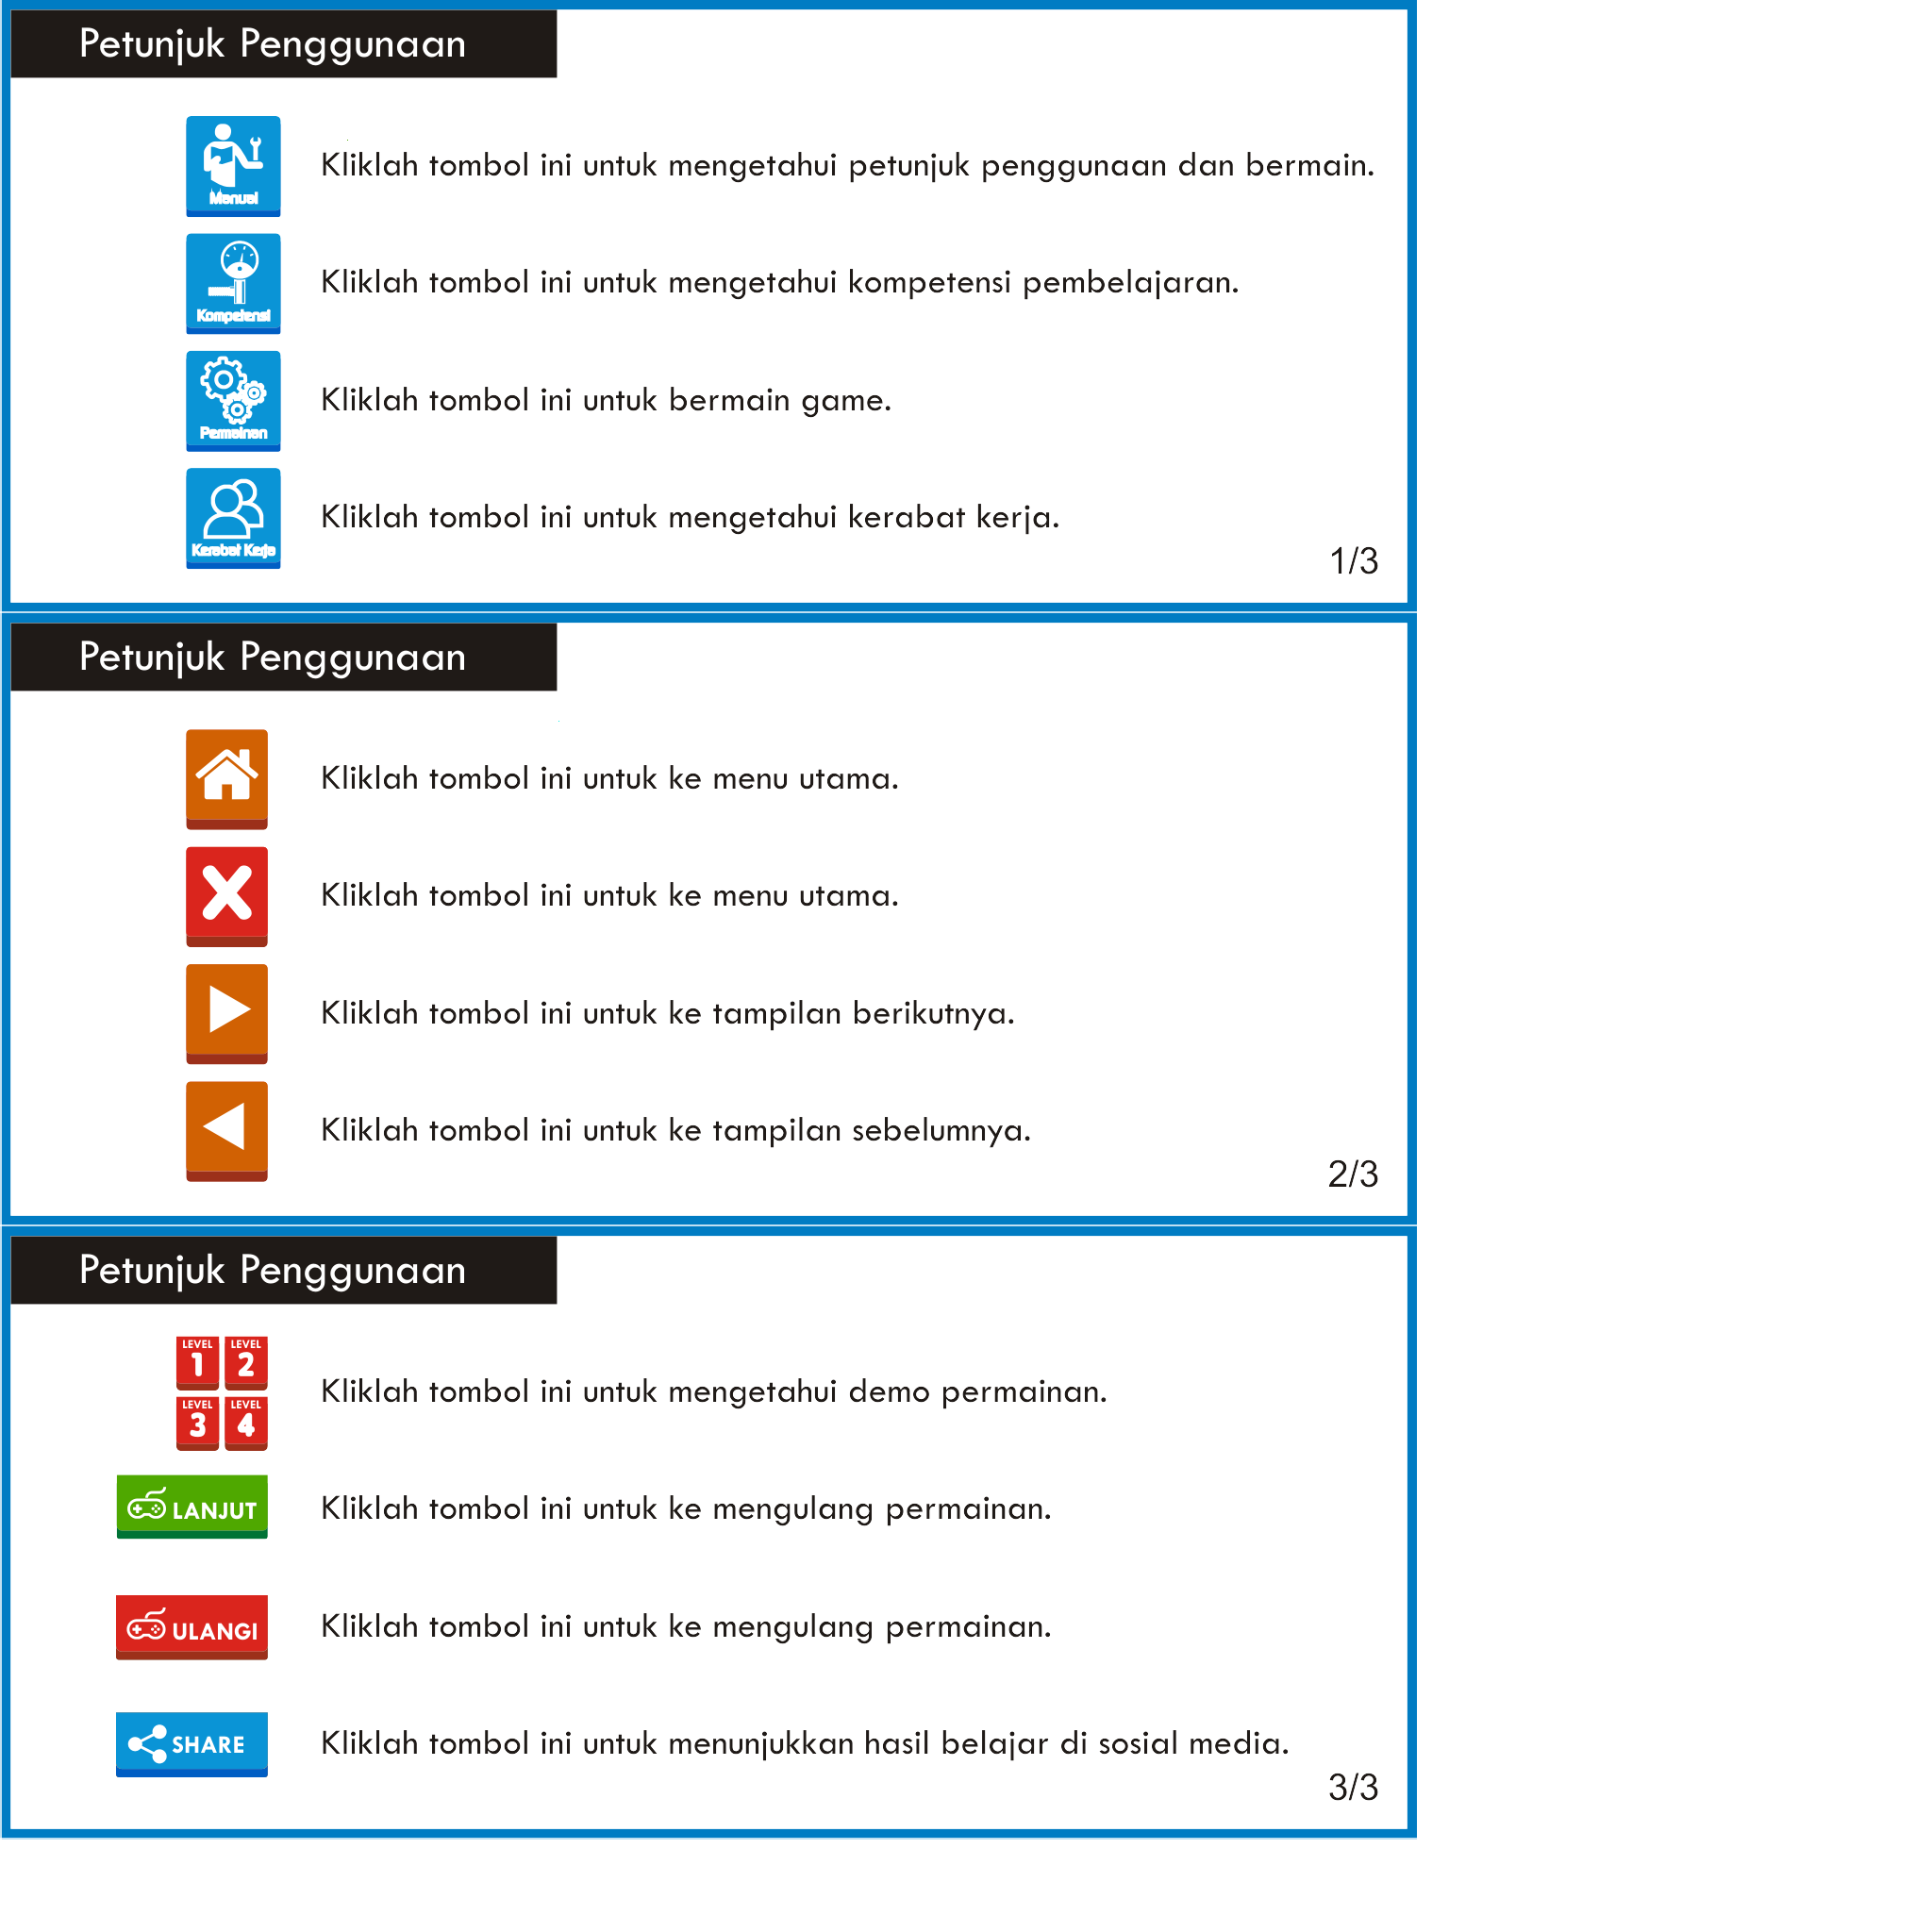 Petunjuk Penggunaan
Manual
Kliklah tombol ini untuk mengetahui petunjuk penggunaan dan bermain.
Kompetensi
Kliklah tombol ini untuk mengetahui kompetensi pembelajaran.
Permainan
Kliklah tombol ini untuk bermain game.
Kerabat Kerja
Kliklah tombol ini untuk mengetahui kerabat kerja.
1/3
Petunjuk Penggunaan
Kliklah tombol ini untuk ke menu utama.
Kliklah tombol ini untuk ke menu utama.
Kliklah tombol ini untuk ke tampilan berikutnya.
Kliklah tombol ini untuk ke tampilan sebelumnya.
2/3
Petunjuk Penggunaan
LEVEL 1 LEVEL 2
LEVEL 3 LEVEL 4
Kliklah tombol ini untuk mengetahui demo permainan.
LANJUT
Kliklah tombol ini untuk ke mengulang permainan.
ULANGI
Kliklah tombol ini untuk ke mengulang permainan.
SHARE
Kliklah tombol ini untuk menunjukkan hasil belajar di sosial media.
3/3